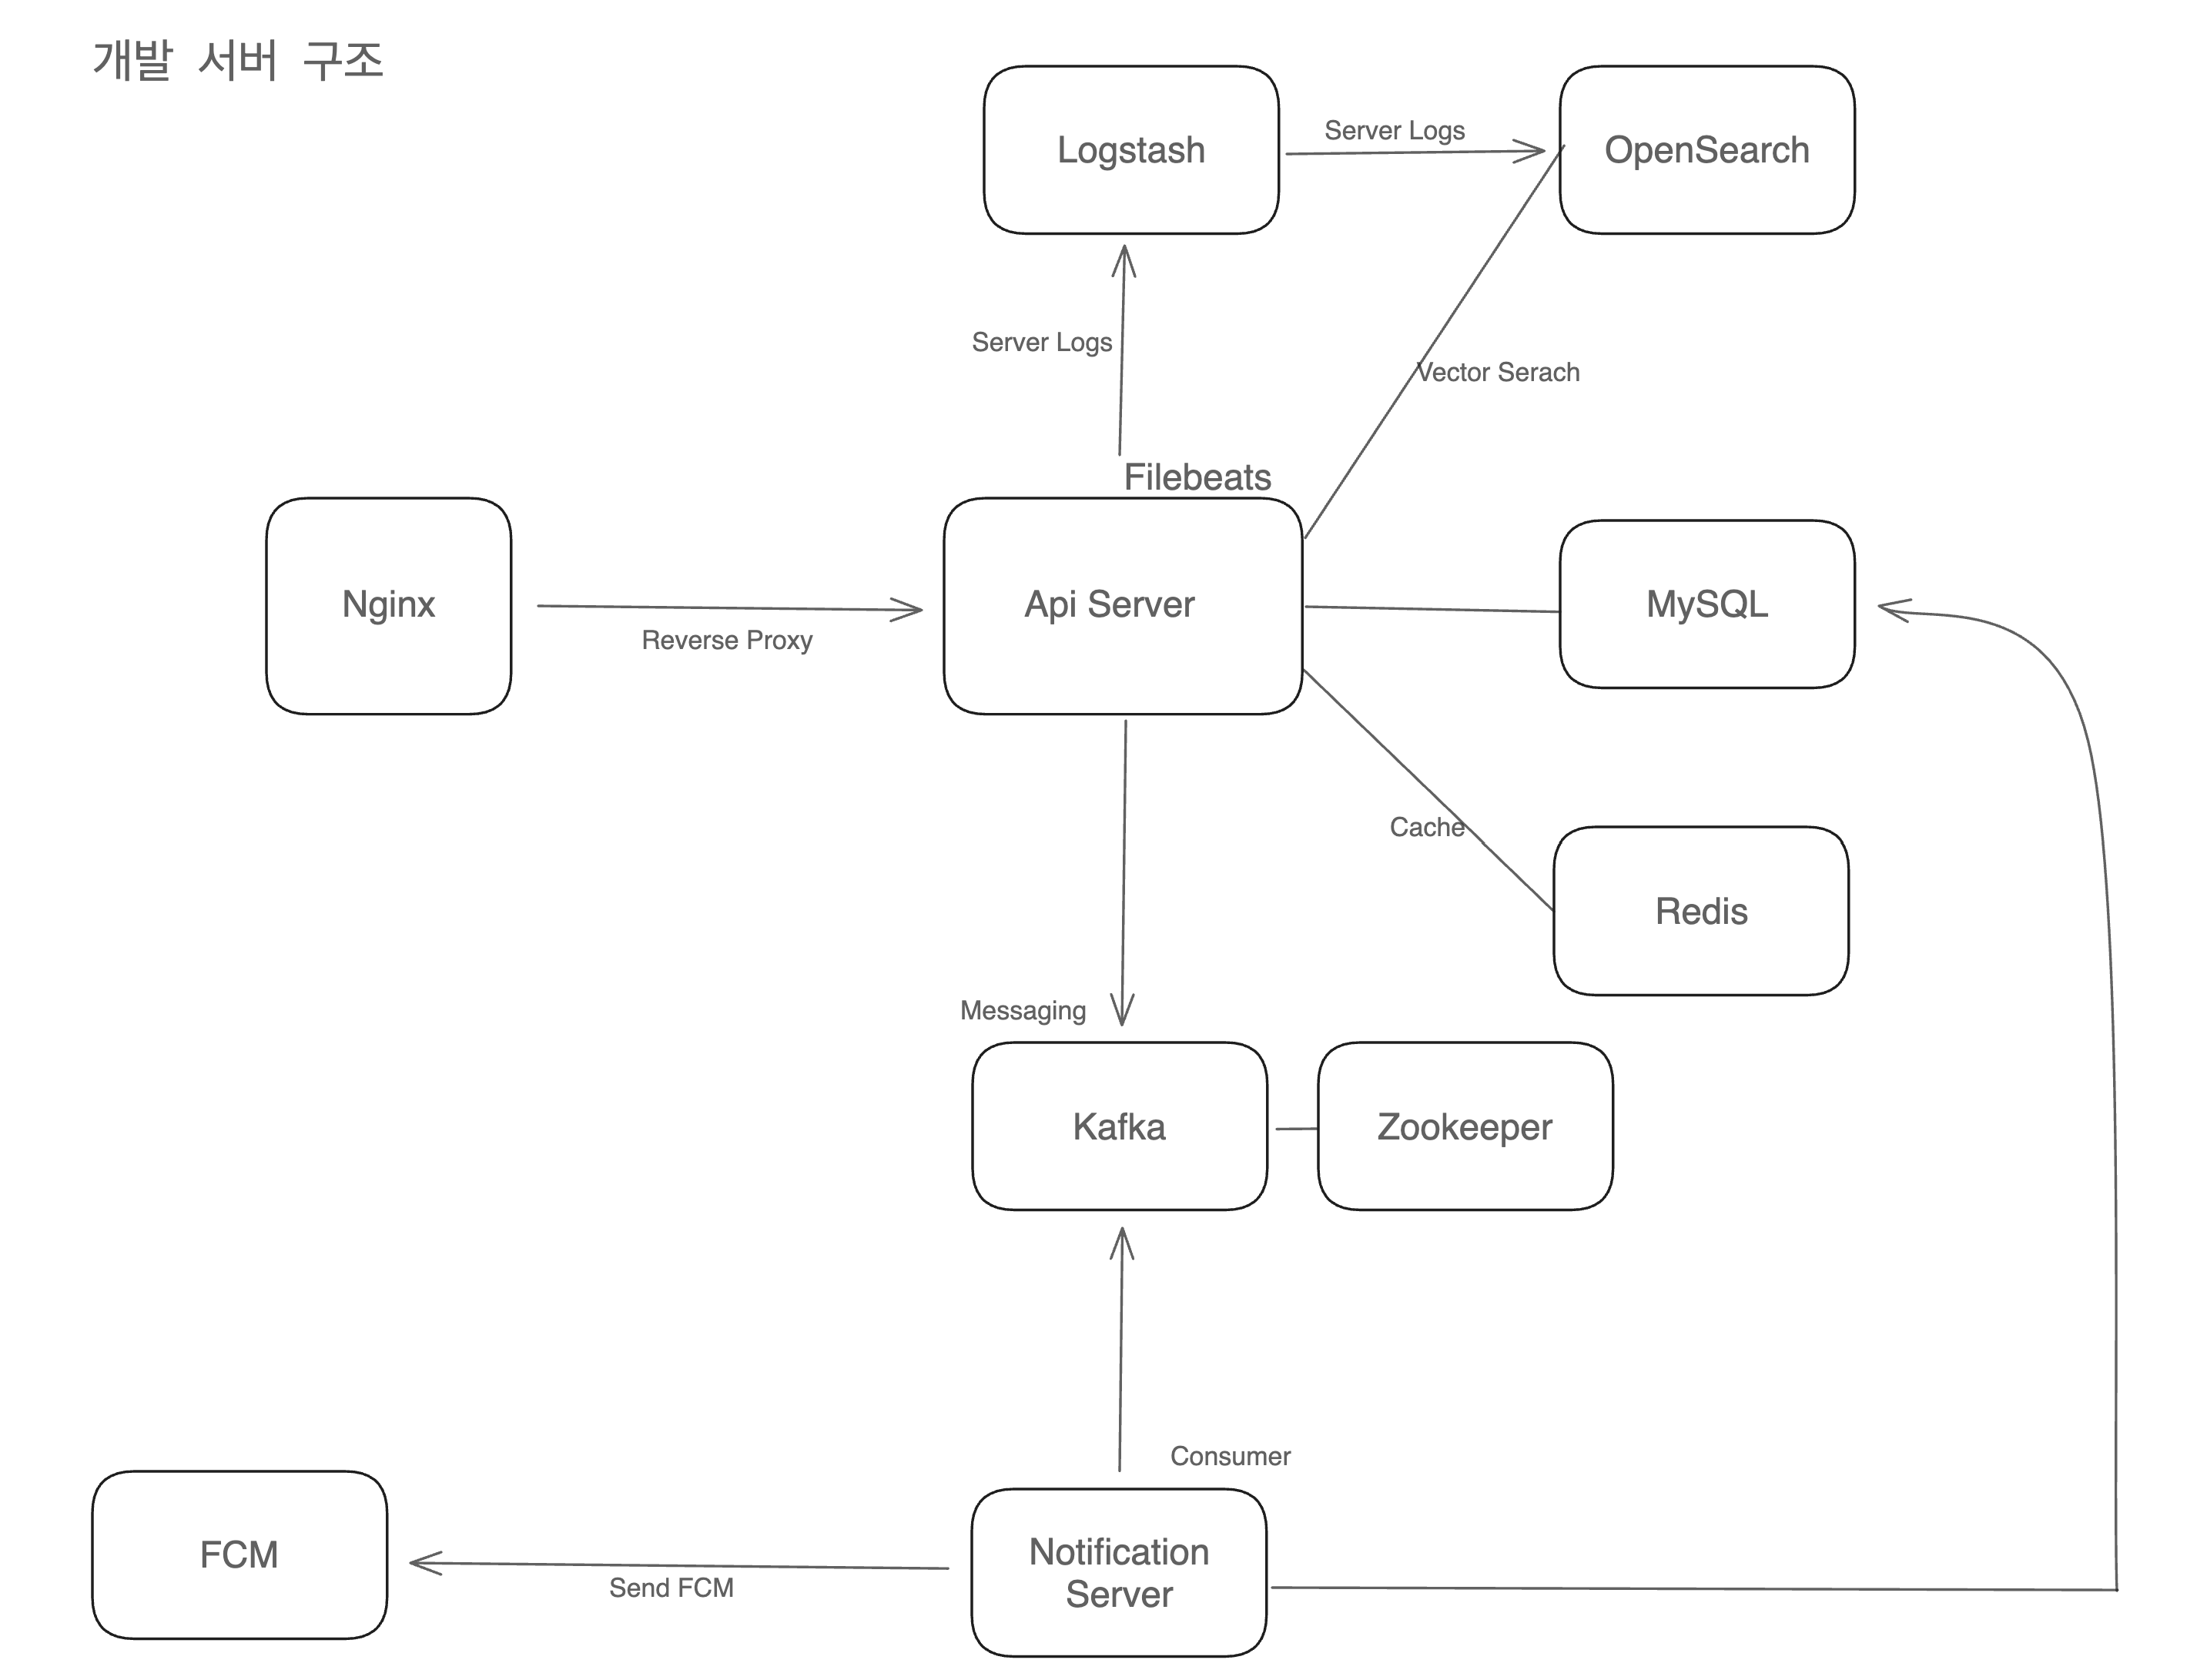 개발 서버 구조
Logstash
Server Logs
OpenSearch
Server Logs
Vector Serach
Filebeats
Nginx
Reverse Proxy
Api Server
MySQL
Cache
Redis
Messaging
Kafka
Zookeeper
Consumer
FCM
Send FCM
Notification
Server